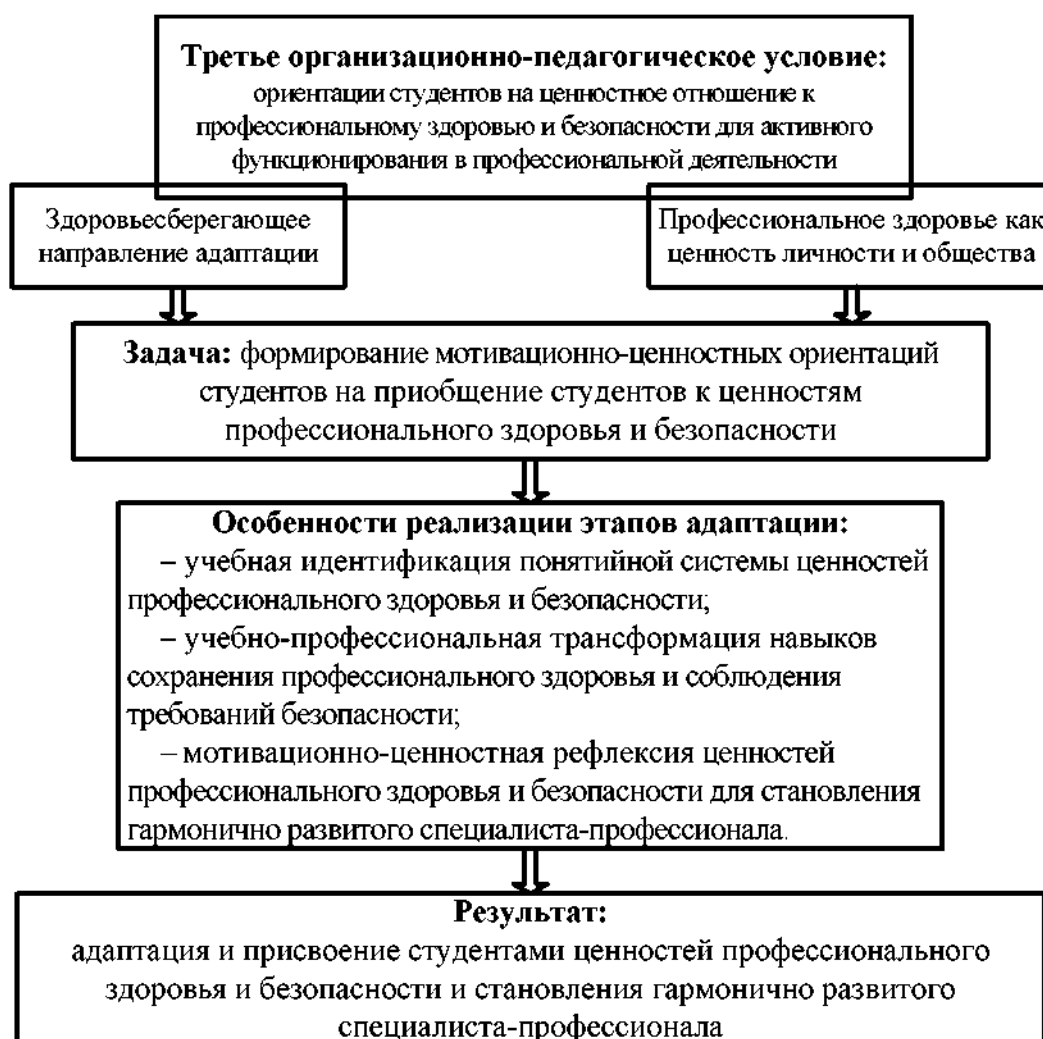 Третье организационно-педагогическое условие:
ориентации студентов на ценностное отношение к
профессиональному здоровью и безопасности для активного
функционирования в профессиональной деятельности
Здоровьесберегающее
направление адаптации
Профессиональное здоровье как
ценность личности и общества
Задача: формирование мотивационно-ценностных ориентаций
студентов на приобщение студентов к ценностям
профессионального здоровья и безопасности
Особенности реализации этапов адаптации:
– учебная идентификация понятийной системы ценностей
профессионального здоровья и безопасности;
– учебно-профессиональная трансформация навыков
сохранения профессионального здоровья и соблюдения
требований безопасности;
– мотивационно-ценностная рефлексия ценностей
профессионального здоровья и безопасности для становления
гармонично развитого специалиста-профессионала.
Результат:
адаптация и присвоение студентами ценностей профессионального
здоровья и безопасности и становления гармонично развитого
специалиста-профессионала